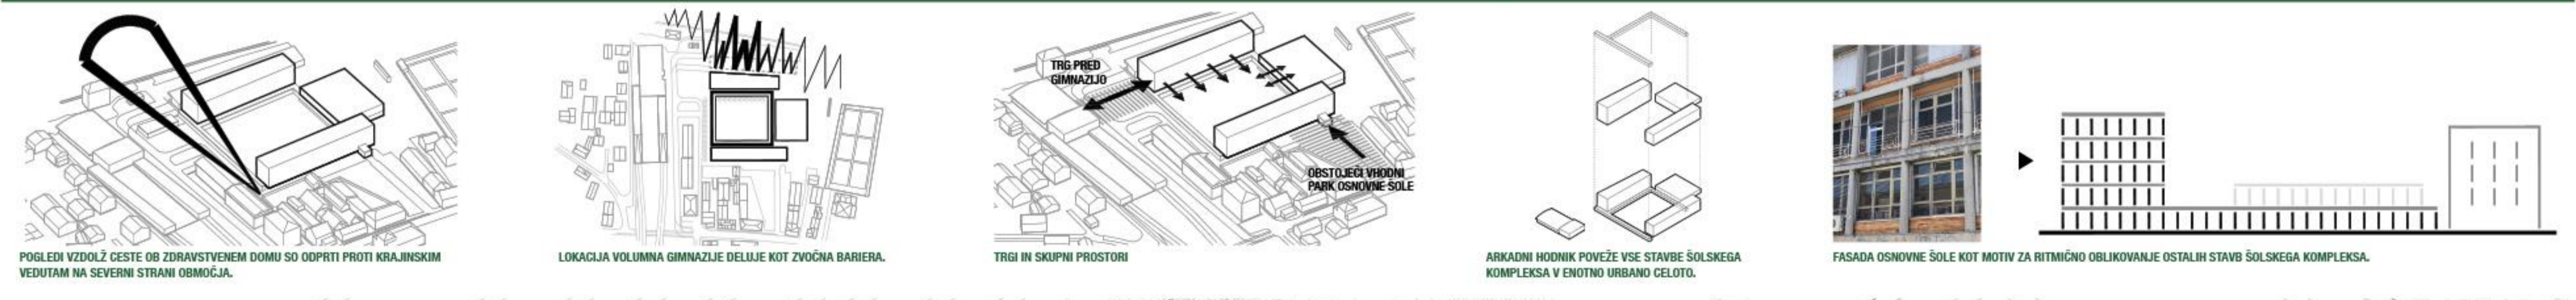 TRG PRED
GIMNAZIJO
OBSTOJEČI VHODNI
PARK OSNOVNE ŠOLE
POGLEDI VZDOLŽ CESTE OB ZDRAVSTVENEM DOMU SO ODPRTI PROTI KRAJINSKIM
VEDUTAM NA SEVERNI STRANI OBMOČJA.
LOKACIJA VOLUMNA GIMNAZIJE DELUJE KOT ZVOČNA BARIERA.
TRGI IN SKUPNI PROSTORI
ARKADNI HODNIK POVEŽE VSE STAVBE ŠOLSKEGA
KOMPLEKSA V ENOTNO URBANO CELOTO.
FASADA OSNOVNE ŠOLE KOT MOTIV ZA RITMIČNO OBLIKOVANJE OSTALIH STAVB ŠOLSKEGA KOMPLEKSA.